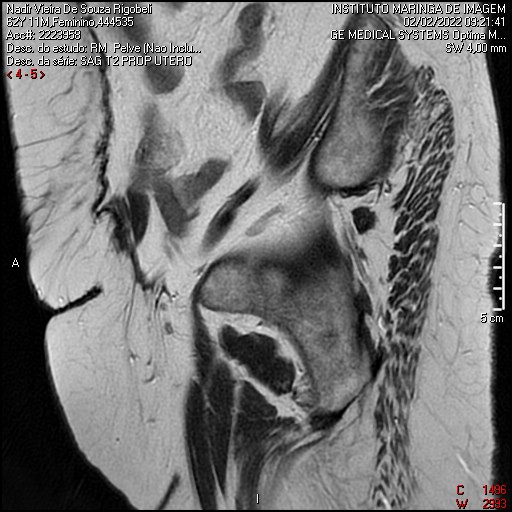 Nadir Vieira De Souza Rigobeli
62Y 11M,Feminino,444535
Acc#: 2223953
Desc. do estudo: RM Pelve (Nao Inclu...
Desc. da série: SAG T2 PROP UTERO
<4-5>
INSTITUTO MARINGA DE IMAGEM
02/02/2022 09:21:41
GE MEDICAL SYSTEMS Optima M...
SW 4,00 mm
A
5 cm
I
C 1496
W 2993